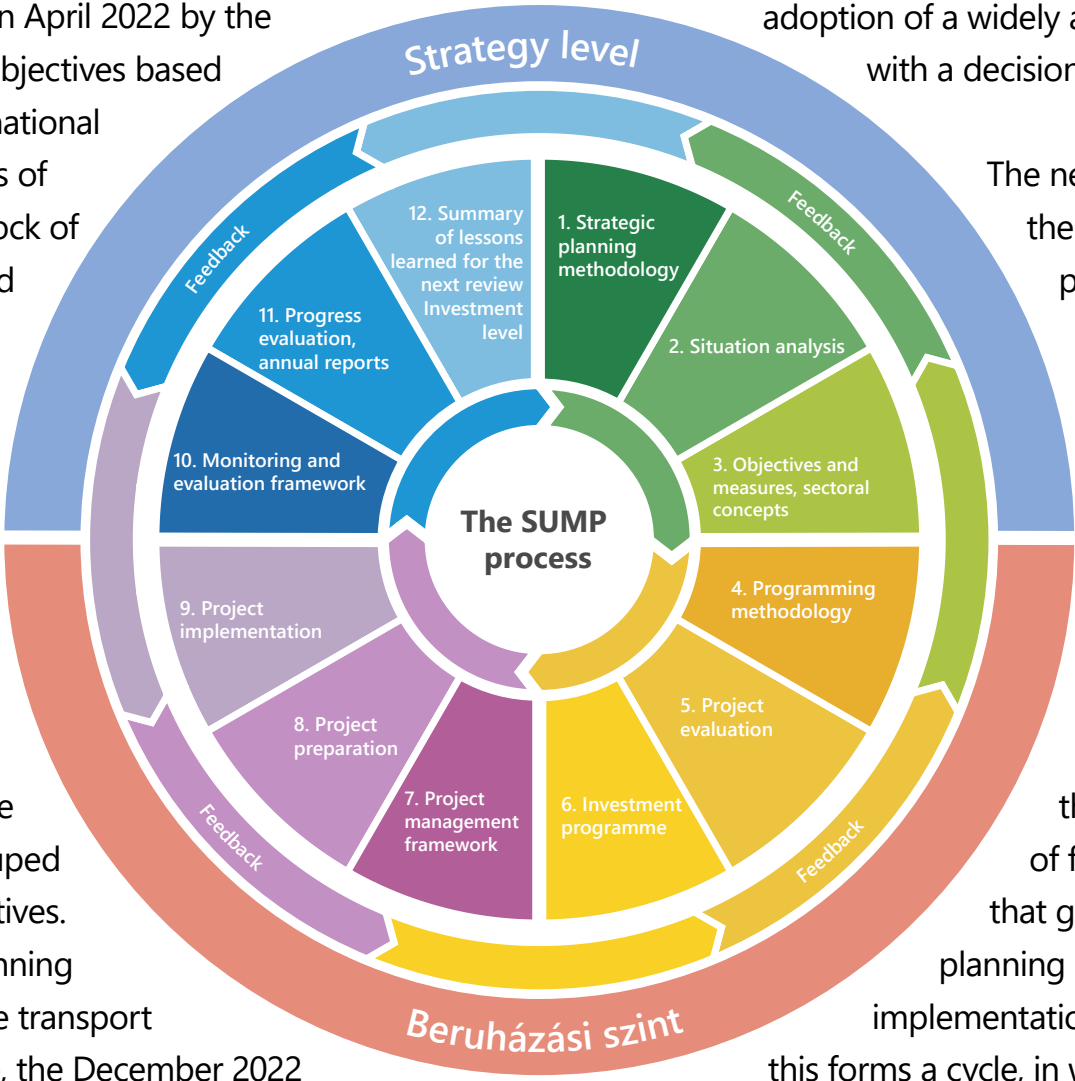 n April 2022 by the
bjectives based
national
s of
ock of
d
adoption of a widely a
with a decision
The ne
the
p
Strategy level
Feedback
Feedback
12. Summary
of lessons
learned for the
next review
Investment
level
1. Strategic
planning
methodology
11. Progress
evaluation,
annual reports
2. Situation analysis
10. Monitoring and
evaluation framework
3. Objectives and
measures, sectoral
concepts
The SUMP
process
9. Project
implementation
4. Programming
methodology
8. Project
preparation
5. Project
evaluation
7. Project
management
framework
6. Investment
programme
Feedback
Feedback
Beruházási szint
e
uped
tives.
nning
e transport
, the December 2022
th
of f
that g
planning
implementatio
this forms a cycle, in w